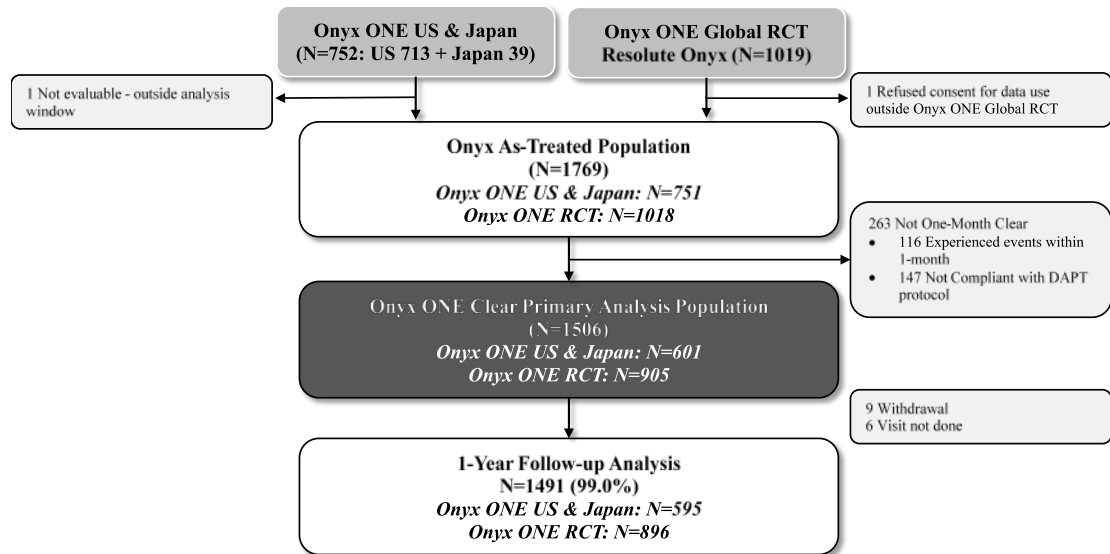 Onyx ONE US & Japan
(N=752: US 713 + Japan 39)
Onyx ONE Global RCT
Resolute Onyx (N=1019)
1 Not evaluable - outside analysis
window
1 Refused consent for data use
outside Onyx ONE Global RCT
Onyx As-Treated Population
(N=1769)
Onyx ONE US & Japan: N=751
Onyx ONE RCT: N=1018
263 Not One-Month Clear
• 116 Experienced events within
1-month
• 147 Not Compliant with DAPT
protocol
Onyx ONE Clear Primary Analysis Population
(N=1506)
Onyx ONE US & Japan: N=601
Onyx ONE RCT: N=905
9 Withdrawal
6 Visit not done
1-Year Follow-up Analysis
N=1491 (99.0%)
Onyx ONE US & Japan: N=595
Onyx ONE RCT: N=896